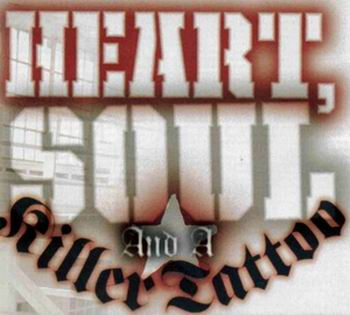 HEART,
SOUL
And A
Killer Tattoo